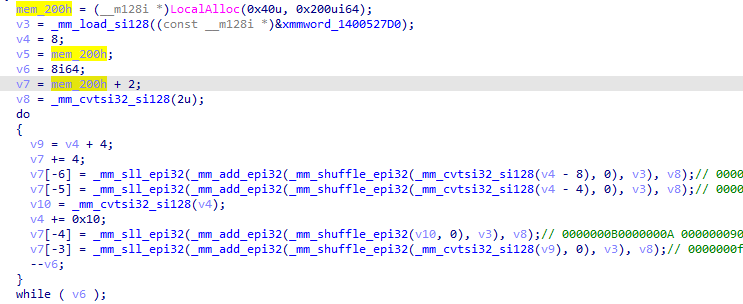 mem_200h = (__m128i *)LocalAlloc(0x40u, 0x200ui64);
v3 = _mm_load_si128((const __m128i *)&xmmword_1400527D0);
v4 = 8;
v5 = mem_200h;
v6 = 8i64;
v7 = mem_200h + 2;
v8 = _mm_cvtsi32_si128(2u);
do
{
v9 = v4 + 4;
v7 += 4;
v7[-6] = _mm_sll_epi32(_mm_add_epi32(_mm_shuffle_epi32(_mm_cvtsi32_si128(v4 - 8), 0), v3), v8);// 0000
v7[-5] = _mm_sll_epi32(_mm_add_epi32(_mm_shuffle_epi32(_mm_cvtsi32_si128(v4 - 4), 0), v3), v8);// 0000
v10 = _mm_cvtsi32_si128(v4);
v4 += 0x10;
v7[-4] = _mm_sll_epi32(_mm_add_epi32(_mm_shuffle_epi32(v10, 0), v3), v8);// 0000000B0000000A 000000090
v7[-3] = _mm_sll_epi32(_mm_add_epi32(_mm_shuffle_epi32(_mm_cvtsi32_si128(v9), 0), v3), v8);// 0000000f
--v6;
}
while ( v6 );